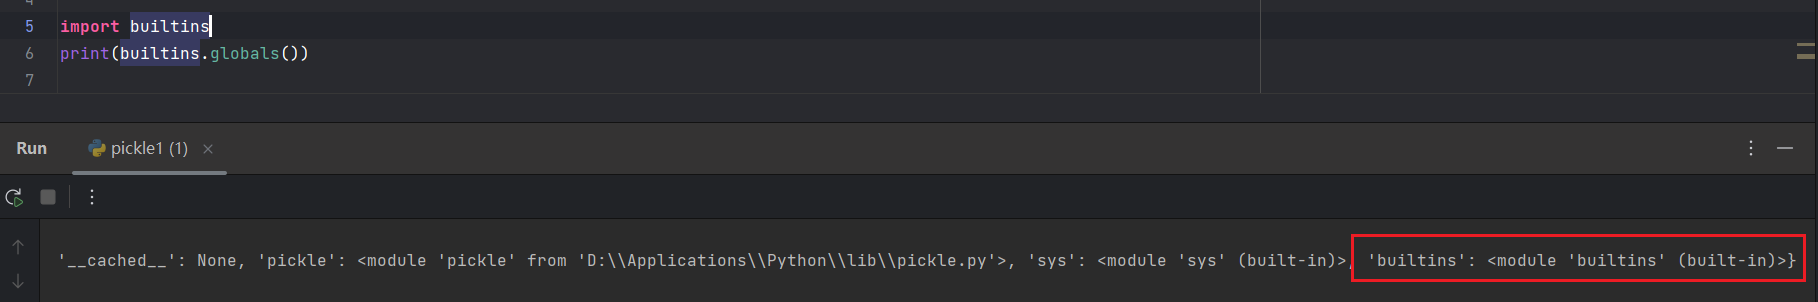 4
5 import builtins
6 print(builtins.globals())
7
Run pickle1 (1)
'__cached__': None, 'pickle': <module 'pickle' from 'D:\\Applications\\Python\\lib\\pickle.py'>, 'sys': <module 'sys' (built-in)>, 'builtins': <module 'builtins' (built-in)>}